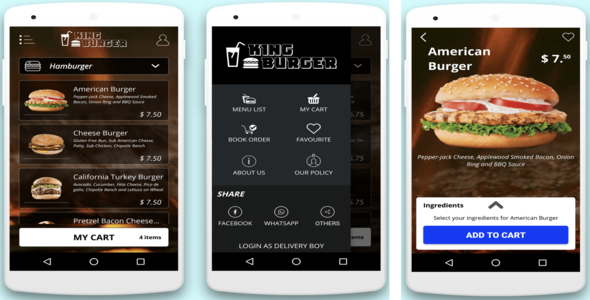 KING
BURGER
Hamburger
American Burger
Pepper-jack Cheese, Applewood Smoked
Bacon, Onion Ring and BBQ Sauce
$ 7.50
Cheese Burger
Gluten Free Bun, Sub American Cheese,
Patty, Sub Chicken, Chipotle Ranch
$ 7.50
California Turkey Burger
Avocados, Cucumber, Feta Cheese, Pico de
gallo, Chipotle Ranch and Lettuce on Wheat
$ 7.50
Pretzel Bacon Cheese...
MY CART
4 items
KING
BURGER
MENU LIST
MY CART
BOOK ORDER
FAVOURITE
ABOUT US
OUR POLICY
SHARE
FACEBOOK
WHATSAPP
OTHERS
LOGIN AS DELIVERY BOY
American
Burger
$ 7.50
Pepper-jack Cheese, Applewood Smoked Bacon, Onion
Ring and BBQ Sauce
Ingredients
Select your ingredients for American Burger
ADD TO CART